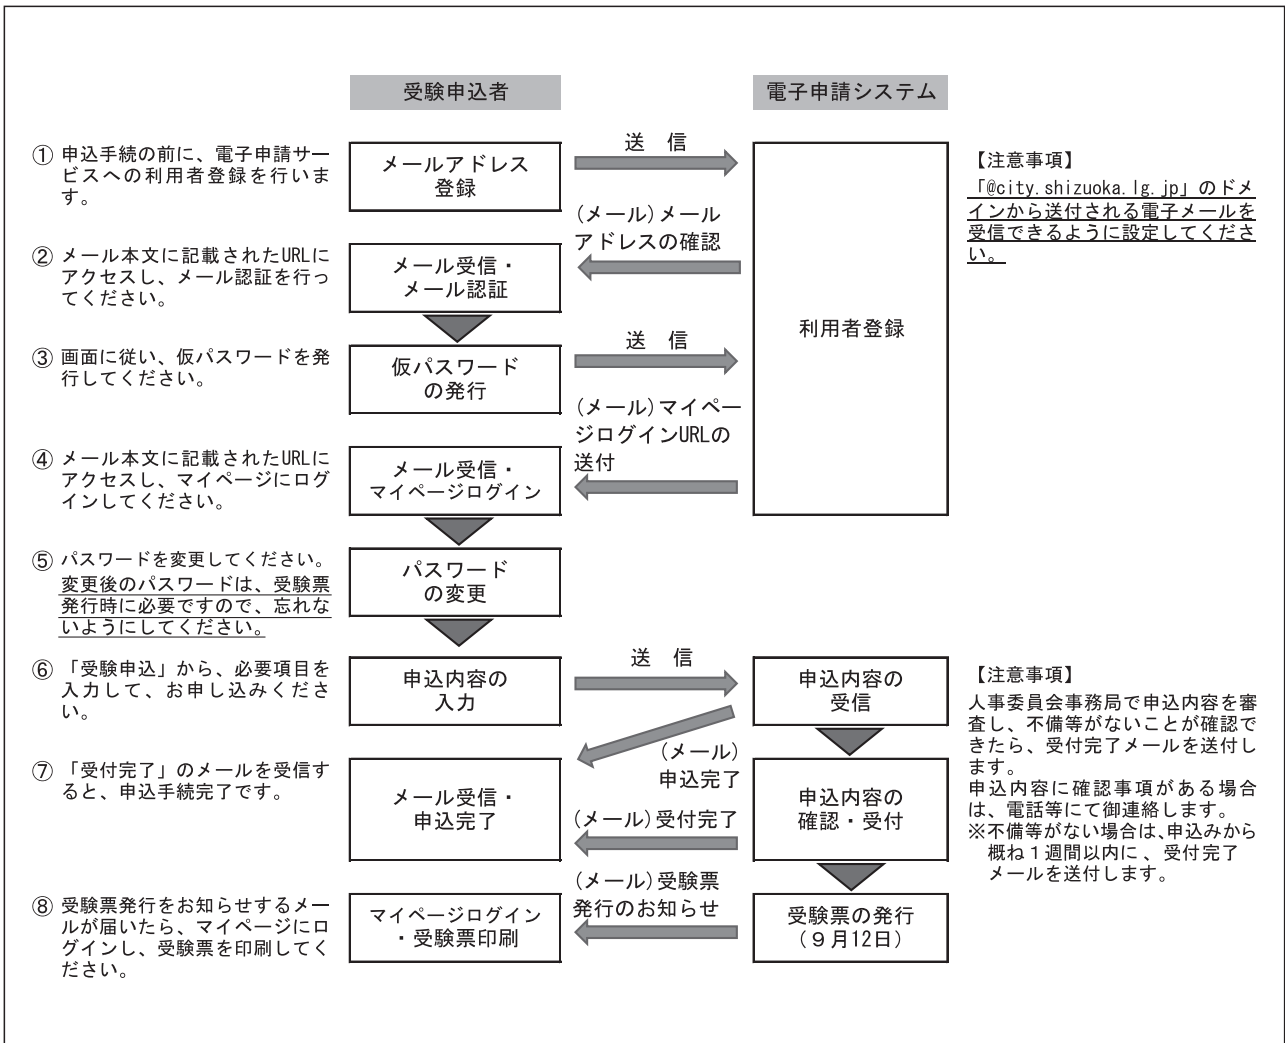 受験申込者
電子申請システム
① 申込手続の前に、電子申請サー
ビスへの利用者登録を行いま
す。
メールアドレス
登録
送　信
【注意事項】
「@city.shizuoka.lg.jp」のドメ
インから送付される電子メールを
受信できるように設定してくださ
い。
(メール)メール
アドレスの確認
② メール本文に記載されたURLに
アクセスし、メール認証を行っ
てください。
メール受信・
メール認証
利用者登録
③ 画面に従い、仮パスワードを発
行してください。
仮パスワード
の発行
送　信
(メール)マイペー
ジログインURLの
送付
④ メール本文に記載されたURLに
アクセスし、マイページにログ
インしてください。
メール受信・
マイページログイン
⑤ パスワードを変更してください。
変更後のパスワードは、受験票
発行時に必要ですので、忘れな
いようにしてください。
パスワード
の変更
⑥ 「受験申込」から、必要項目を
入力して、お申し込みくださ
い。
申込内容の
入力
送　信
申込内容の
受信
【注意事項】
人事委員会事務局で申込内容を審
査し、不備等がないことが確認で
きたら、受付完了メールを送付し
ます。
申込内容に確認事項がある場合
は、電話等にて御連絡します。
※不備等がない場合は、申込みから
概ね１週間以内に、受付完了
メールを送付します。
(メール)
申込完了
⑦ 「受付完了」のメールを受信す
ると、申込手続完了です。
メール受信・
申込完了
(メール)受付完了
申込内容の
確認・受付
⑧ 受験票発行をお知らせするメー
ルが届いたら、マイページにロ
グインし、受験票を印刷してく
ださい。
マイページログイン
・受験票印刷
(メール)受験票
発行のお知らせ
受験票の発行
(９月12日)